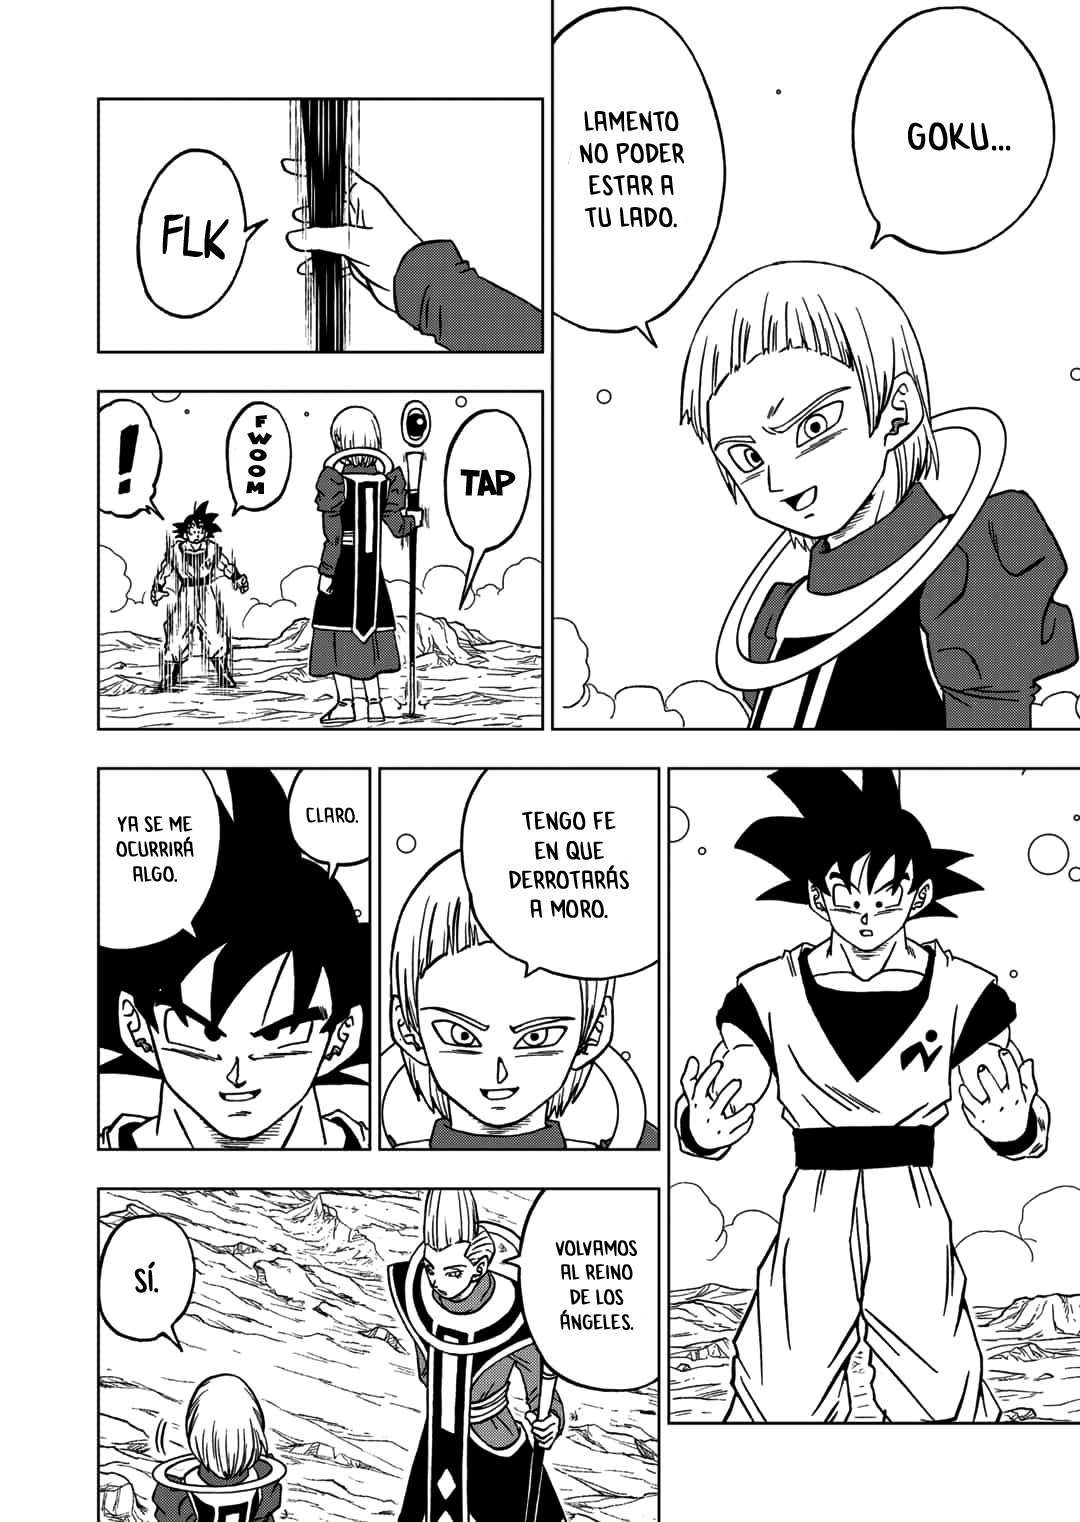 GOKU...
LAMENTO
NO PODER
ESTAR A
TU LADO.
FLK
!
FWOOM
TAP
TENGO FE
EN QUE
DERROTARÁS
A MORO.
CLARO.
YA SE ME
OCURRIRÁ
ALGO.
VOLVAMOS
AL REINO
DE LOS
ÁNGELES.
SÍ.